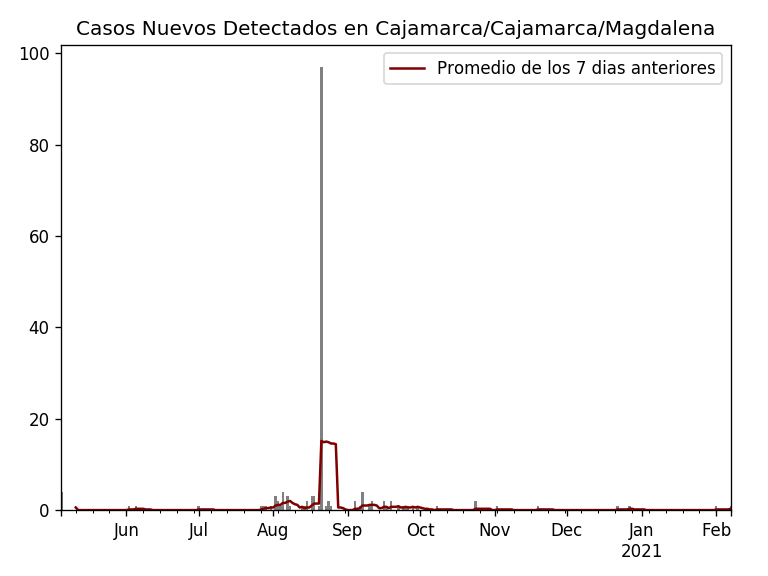 Casos Nuevos Detectados en Cajamarca/Cajamarca/Magdalena
Promedio de los 7 dias anteriores
100
80
60
40
20
0
Jun Jul Aug Sep Oct Nov Dec Jan Feb
2021